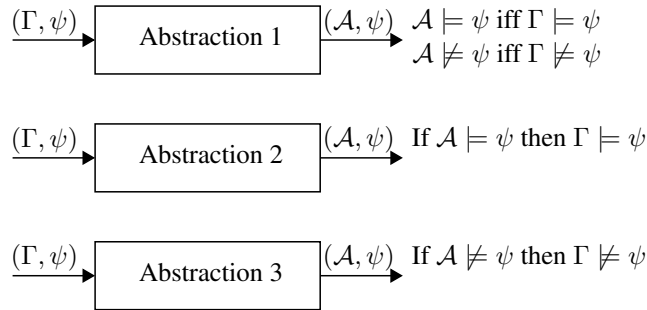 (Γ, ψ) Abstraction 1 (𝒜, ψ) 𝒜 ⊨ ψ iff Γ ⊨ ψ
𝒜 ⊭ ψ iff Γ ⊭ ψ
(Γ, ψ) Abstraction 2 (𝒜, ψ) If 𝒜 ⊨ ψ then Γ ⊨ ψ
(Γ, ψ) Abstraction 3 (𝒜, ψ) If 𝒜 ⊭ ψ then Γ ⊭ ψ